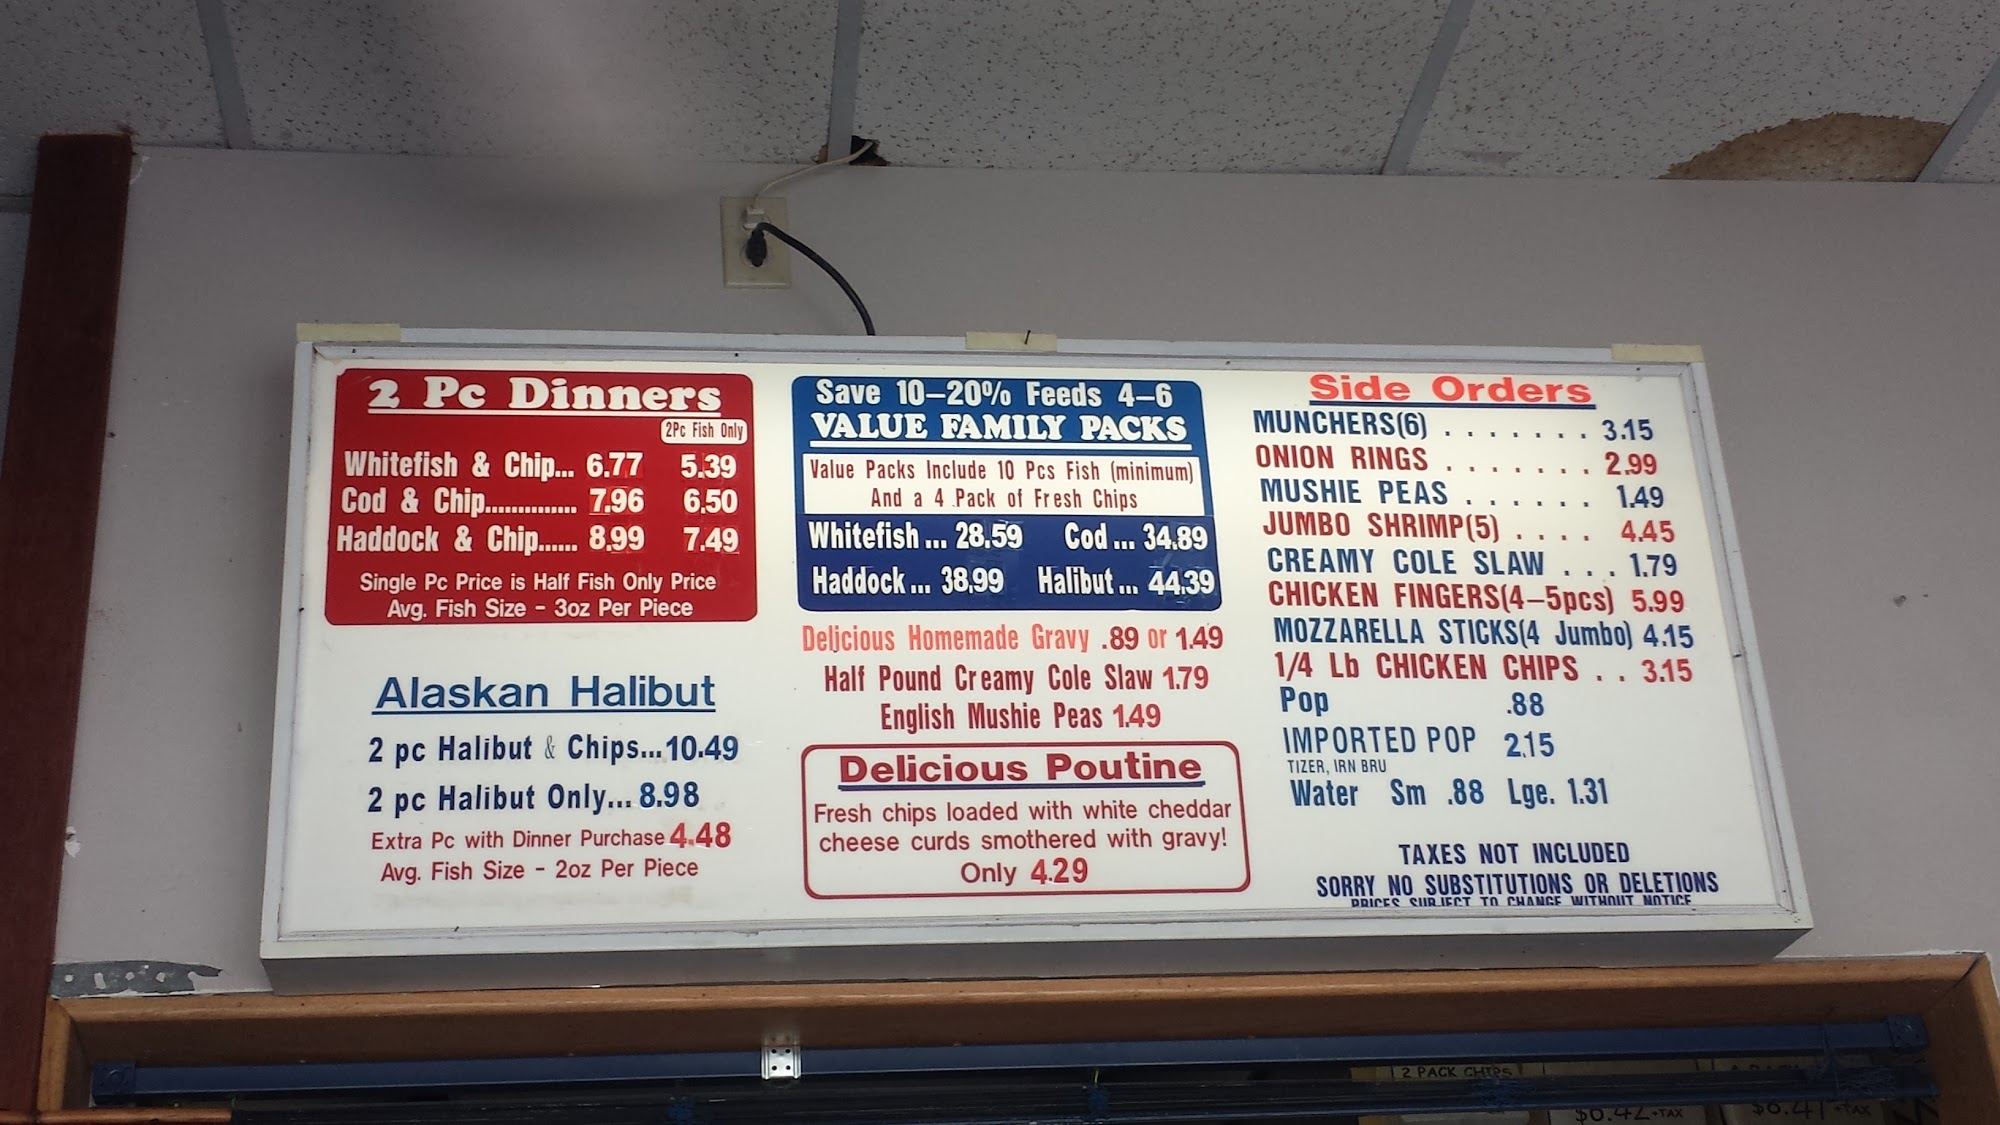 2 Pc Dinners
2Pc Fish Only
Whitefish & Chip... 6.77 5.39
Cod & Chip............... 7.96 6.50
Haddock & Chip...... 8.99 7.49
Single Pc Price is Half Fish Only Price
Avg. Fish Size - 3oz Per Piece
Alaskan Halibut
2 pc Halibut & Chips...10.49
2 pc Halibut Only... 8.98
Extra Pc with Dinner Purchase 4.48
Avg. Fish Size - 2oz Per Piece
Save 10-20% Feeds 4-6
VALUE FAMILY PACKS
Value Packs Include 10 Pcs Fish (minimum)
And a 4 Pack of Fresh Chips
Whitefish ... 28.59 Cod ... 34.89
Haddock ... 38.99 Halibut ... 44.39
Delicious Homemade Gravy .89 or 1.49
Half Pound Creamy Cole Slaw 1.79
English Mushie Peas 1.49
Delicious Poutine
Fresh chips loaded with white cheddar
cheese curds smothered with gravy!
Only 4.29
Side Orders
MUNCHERS(6) . . . . . . . 3.15
ONION RINGS . . . . . . . 2.99
MUSHIE PEAS . . . . . . 1.49
JUMBO SHRIMP(5) . . . . 4.45
CREAMY COLE SLAW . . . 1.79
CHICKEN FINGERS(4-5pcs) 5.99
MOZZARELLA STICKS(4 Jumbo) 4.15
1/4 Lb CHICKEN CHIPS . . 3.15
Pop .88
IMPORTED POP 2.15
TIZER, IRN BRU
Water Sm .88 Lge. 1.31
TAXES NOT INCLUDED
SORRY NO SUBSTITUTIONS OR DELETIONS
PRICES SUBJECT TO CHANGE WITHOUT NOTICE
2 PACK CHIPS
$6.42+TAX
+TAX